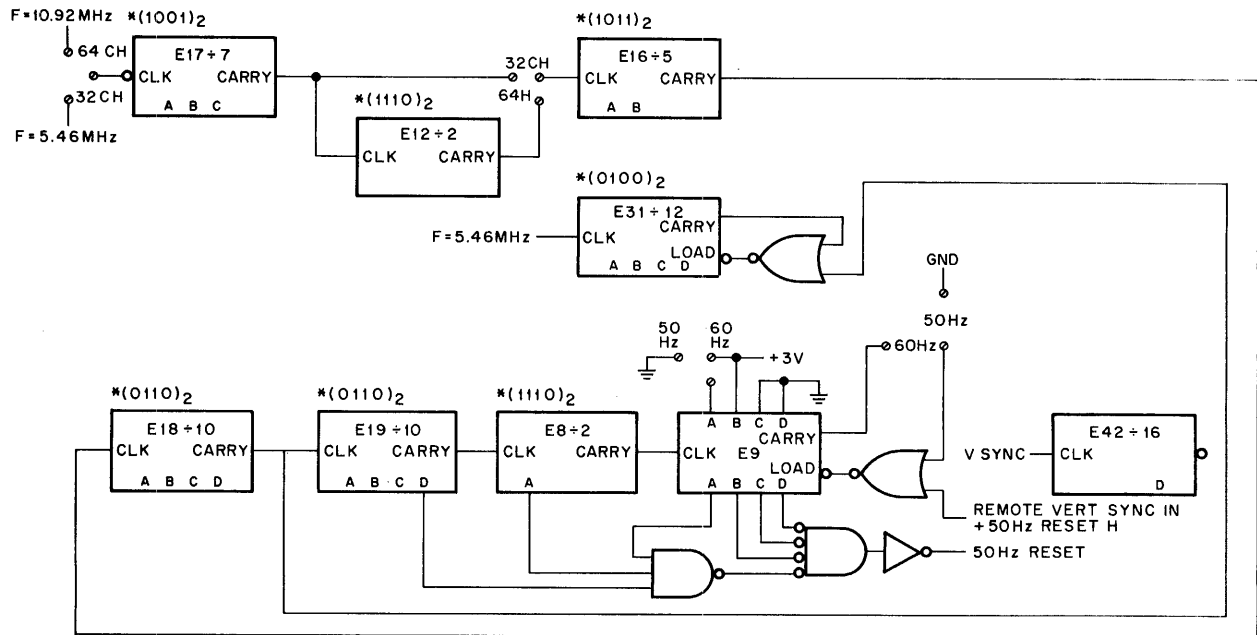 F=10.92MHz
*(1001)₂
*(1011)₂
64 CH
E17÷7
CLK CARRY
A B C
32CH
F=5.46MHz
32CH
64H
E16÷5
CLK CARRY
A B
*(1110)₂
E12÷2
CLK CARRY
*(0100)₂
E31÷12
CARRY
F=5.46MHz
CLK
LOAD
A B C D
GND
50Hz
60Hz
50 Hz
60 Hz
+3V
*(0110)₂
E18÷10
CLK CARRY
A B C D
*(0110)₂
E19÷10
CLK CARRY
A B C D
*(1110)₂
E8÷2
CLK CARRY
A
A B C D
CARRY
CLK E9
LOAD
A B C D
E42÷16
V SYNC
CLK
D
REMOTE VERT SYNC IN
+50Hz RESET H
50Hz RESET